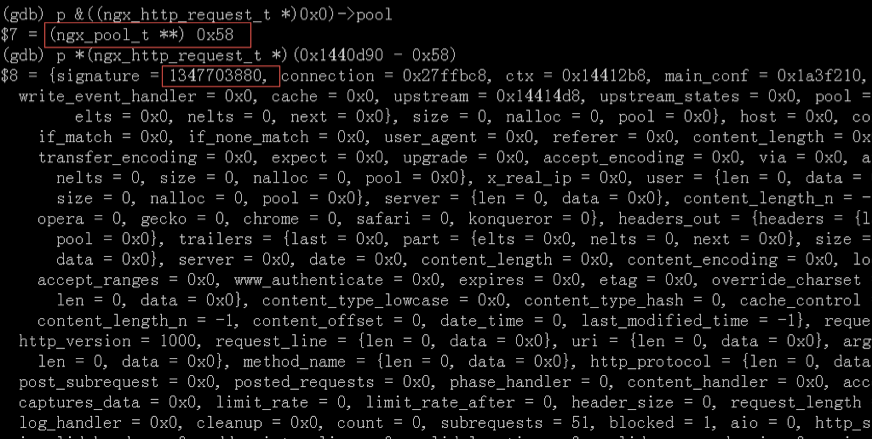 (gdb) p &((ngx_http_request_t *)0x0)->pool
$7 = (ngx_pool_t **) 0x58
(gdb) p *(ngx_http_request_t *)(0x1440d90 - 0x58)
$8 = {signature = 1347703880, connection = 0x27ffbc8, ctx = 0x14412b8, main_conf = 0x1a3f210,
write_event_handler = 0x0, cache = 0x0, upstream = 0x14414d8, upstream_states = 0x0, pool =
elts = 0x0, nelts = 0, next = 0x0}, size = 0, nalloc = 0, pool = 0x0}, host = 0x0, co
if_match = 0x0, if_none_match = 0x0, user_agent = 0x0, referer = 0x0, content_length = 0x
transfer_encoding = 0x0, expect = 0x0, upgrade = 0x0, accept_encoding = 0x0, via = 0x0, a
nelts = 0, size = 0, nalloc = 0, pool = 0x0}, x_real_ip = 0x0, user = {len = 0, data =
size = 0, nalloc = 0, pool = 0x0}, server = {len = 0, data = 0x0}, content_length_n = -
opera = 0, gecko = 0, chrome = 0, safari = 0, konqueror = 0}, headers_out = {headers = {l
pool = 0x0}, trailers = {last = 0x0, part = {elts = 0x0, nelts = 0, next = 0x0}, size =
data = 0x0}, server = 0x0, date = 0x0, content_length = 0x0, content_encoding = 0x0, lo
accept_ranges = 0x0, www_authenticate = 0x0, expires = 0x0, etag = 0x0, override_charset
len = 0, data = 0x0}, content_type_lowcase = 0x0, content_type_hash = 0, cache_control
content_length_n = -1, content_offset = 0, date_time = 0, last_modified_time = -1}, reque
http_version = 1000, request_line = {len = 0, data = 0x0}, uri = {len = 0, data = 0x0}, arg
len = 0, data = 0x0}, method_name = {len = 0, data = 0x0}, http_protocol = {len = 0, data
post_subrequest = 0x0, posted_requests = 0x0, phase_handler = 0, content_handler = 0x0, acc
captures_data = 0x0, limit_rate = 0, limit_rate_after = 0, header_size = 0, request_length
log_handler = 0x0, cleanup = 0x0, count = 0, subrequests = 51, blocked = 1, aio = 0, http_s